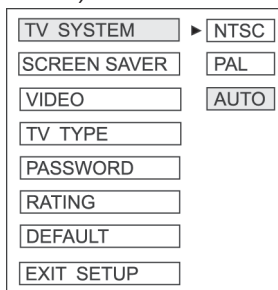 TV SYSTEM ► NTSC
SCREEN SAVER PAL
VIDEO AUTO
TV TYPE
PASSWORD
RATING
DEFAULT
EXIT SETUP